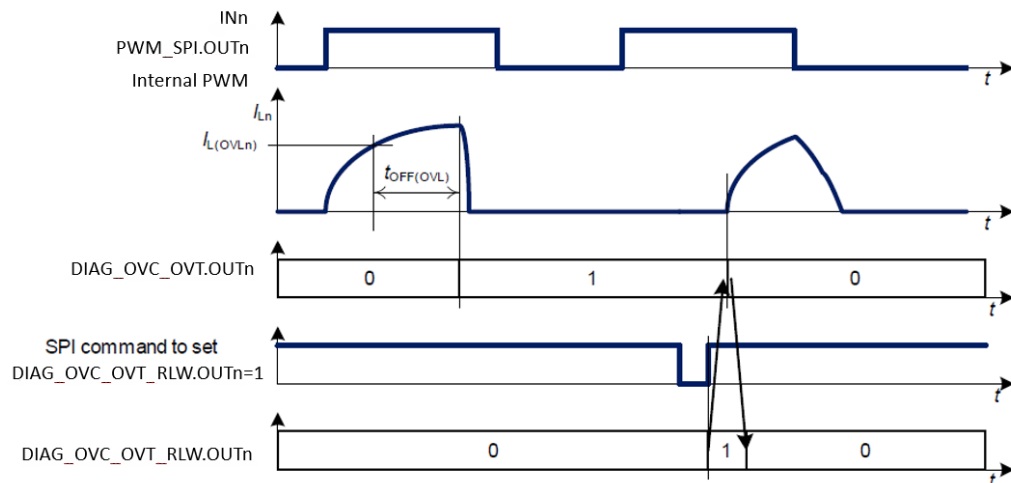 INn
PWM_SPI.OUTn
Internal PWM
t
ILn
IL(OVLn)
tOFF(OVL)
t
DIAG_OVC_OVT.OUTn
0 1 0
t
SPI command to set
DIAG_OVC_OVT_RLW.OUTn=1
t
DIAG_OVC_OVT_RLW.OUTn
0 1 0
t